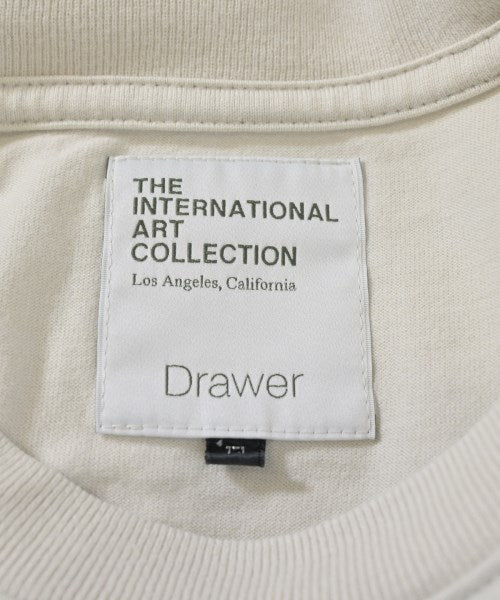 THE
INTERNATIONAL
ART
COLLECTION
Los Angeles, California
Drawer